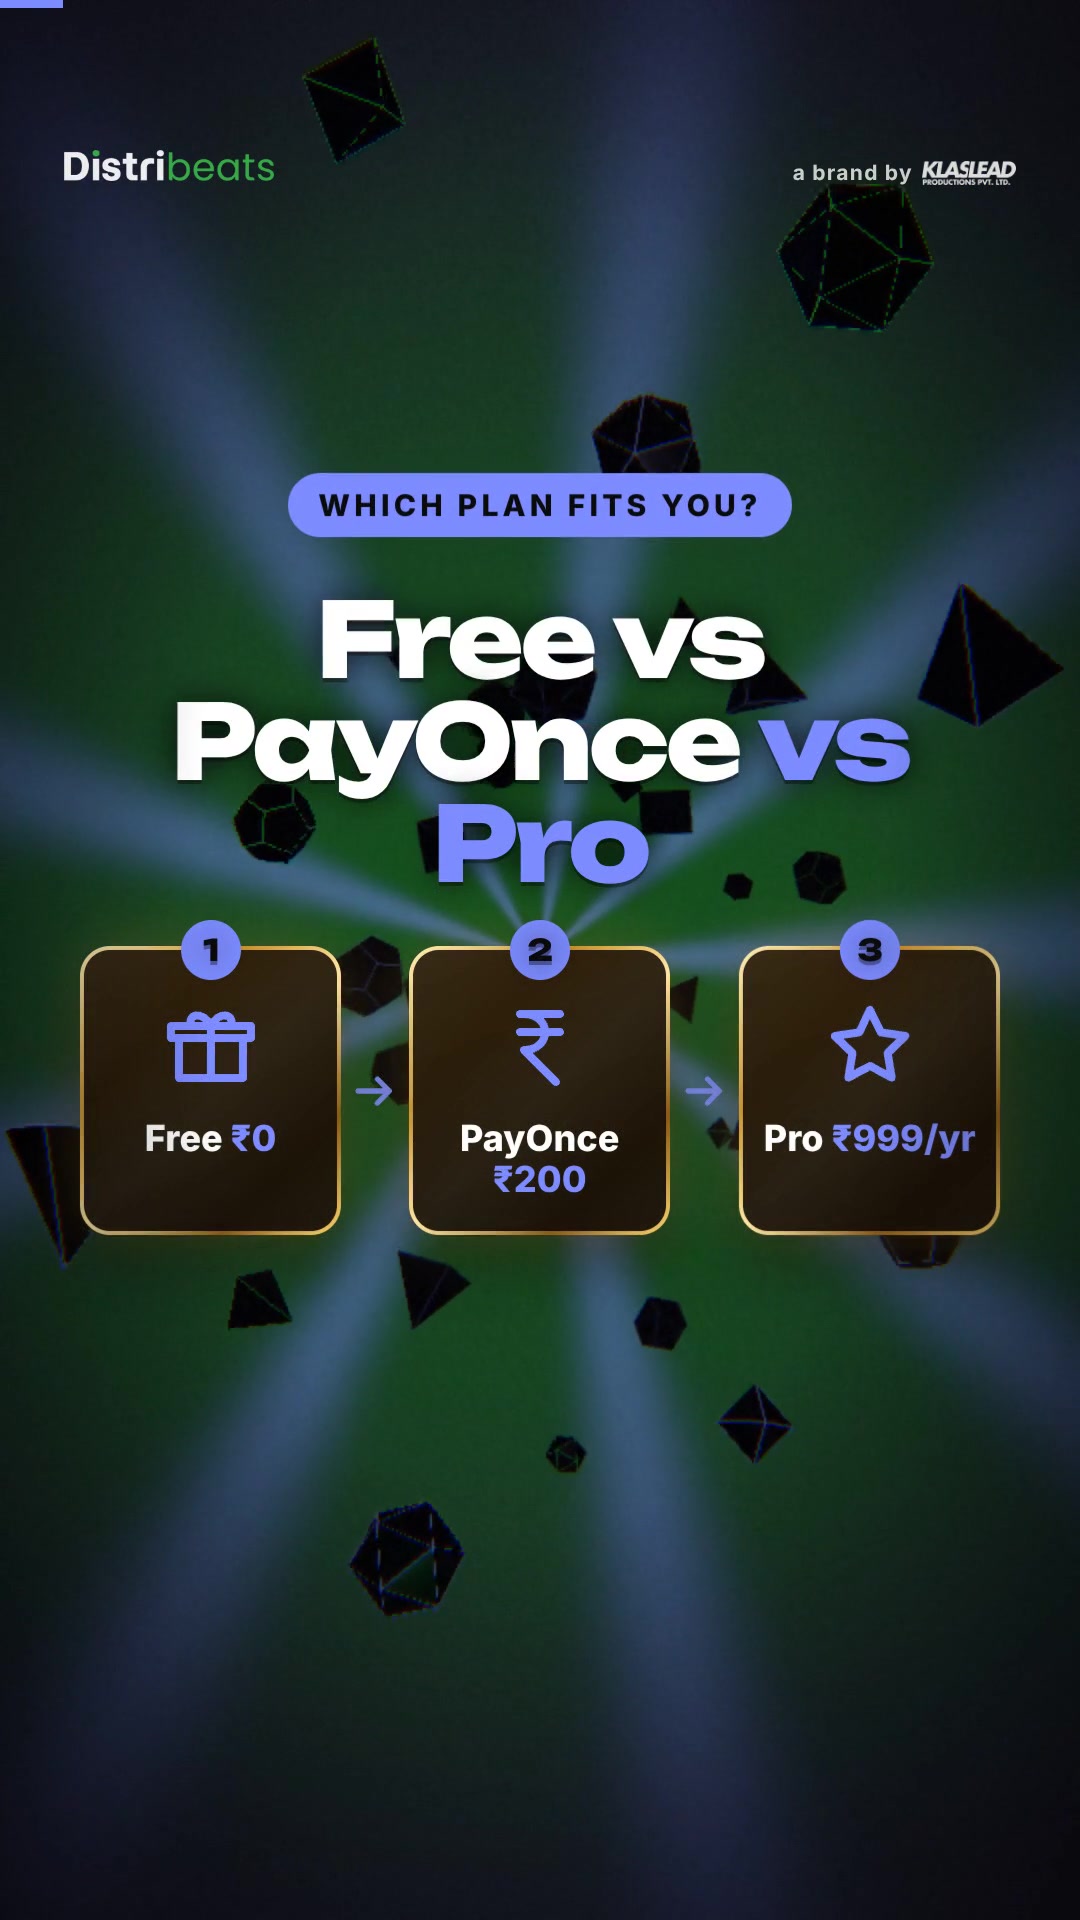 Distribeats
a brand by KLASLEAD
PRODUCTIONS PVT. LTD.
WHICH PLAN FITS YOU?
Free vs
PayOnce vs
Pro
1
2
3
Free ₹0
PayOnce
₹200
Pro ₹999/yr